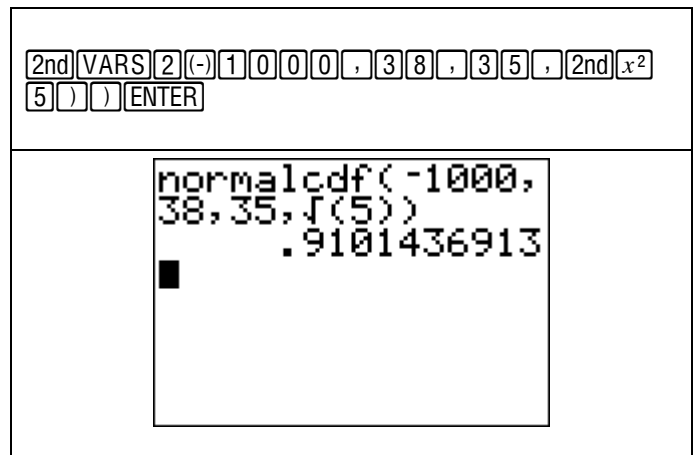 2nd VARS 2 (-) 1 0 0 0 , 3 8 , 3 5 , 2nd x²
5 ) ) ENTER
normalcdf(⁻1000,
38,35,√(5))
.9101436913